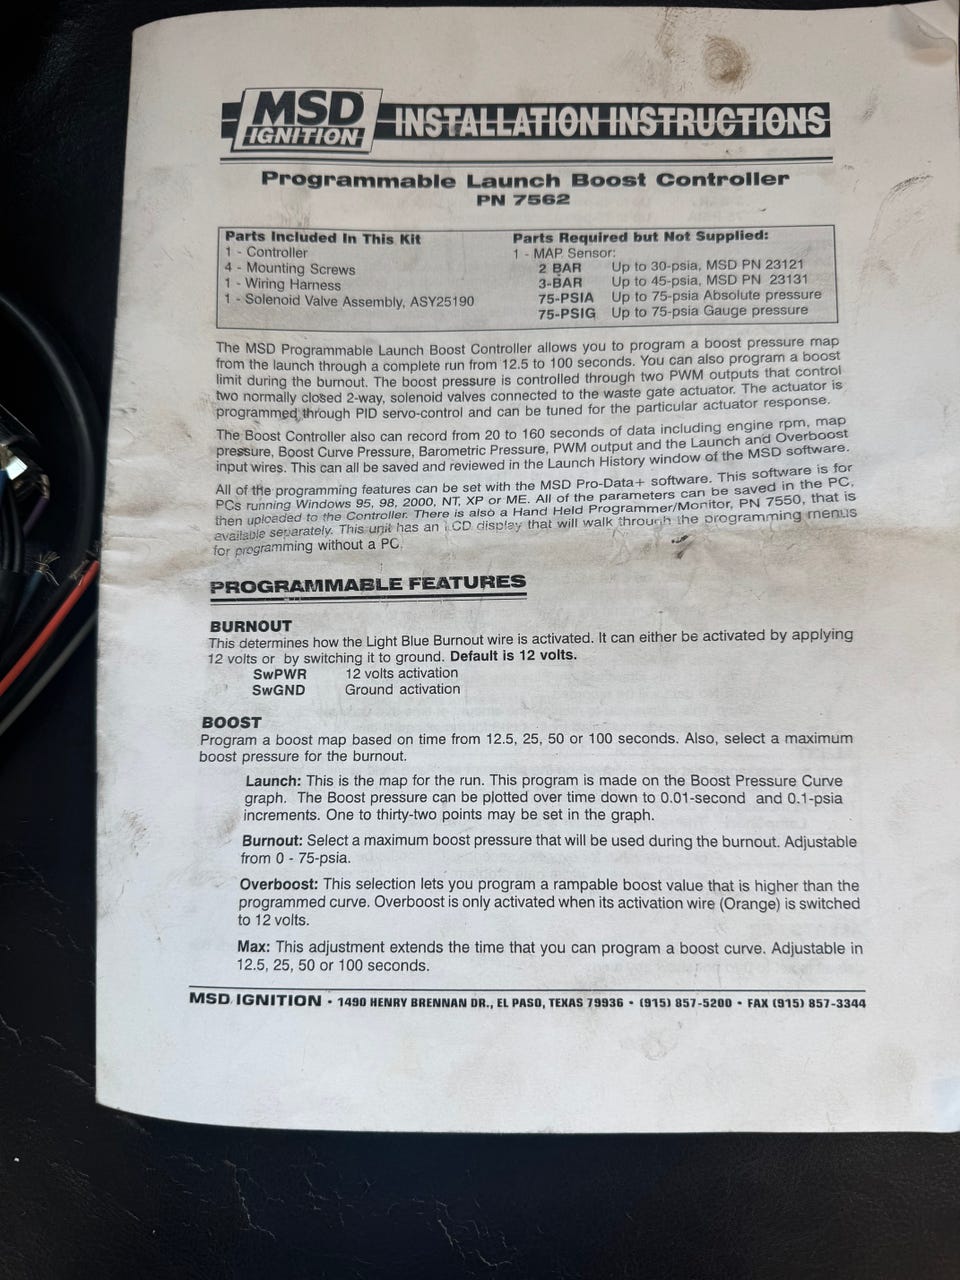 MSD
IGNITION
INSTALLATION INSTRUCTIONS
Programmable Launch Boost Controller
PN 7562
Parts Included In This Kit
1 - Controller
4 - Mounting Screws
1 - Wiring Harness
1 - Solenoid Valve Assembly, ASY25190
Parts Required but Not Supplied:
1 - MAP Sensor:
2 BAR Up to 30-psia, MSD PN 23121
3-BAR Up to 45-psia, MSD PN 23131
75-PSIA Up to 75-psia Absolute pressure
75-PSIG Up to 75-psia Gauge pressure
The MSD Programmable Launch Boost Controller allows you to program a boost pressure map
from the launch through a complete run from 12.5 to 100 seconds. You can also program a boost
limit during the burnout. The boost pressure is controlled through two PWM outputs that control
two normally closed 2-way, solenoid valves connected to the waste gate actuator. The actuator is
programmed through PID servo-control and can be tuned for the particular actuator response.
The Boost Controller also can record from 20 to 160 seconds of data including engine rpm, map
pressure, Boost Curve Pressure, Barometric Pressure, PWM output and the Launch and Overboost
input wires. This can all be saved and reviewed in the Launch History window of the MSD software.
All of the programming features can be set with the MSD Pro-Data+ software. This software is for
PCs running Windows 95, 98, 2000, NT, XP or ME. All of the parameters can be saved in the PC,
then uploaded to the Controller. There is also a Hand Held Programmer/Monitor, PN 7550, that is
available separately. This unit has an LCD display that will walk through the programming menus
for programming without a PC.
PROGRAMMABLE FEATURES
BURNOUT
This determines how the Light Blue Burnout wire is activated. It can either be activated by applying
12 volts or by switching it to ground. Default is 12 volts.
SwPWR 12 volts activation
SwGND Ground activation
BOOST
Program a boost map based on time from 12.5, 25, 50 or 100 seconds. Also, select a maximum
boost pressure for the burnout.
Launch: This is the map for the run. This program is made on the Boost Pressure Curve
graph. The Boost pressure can be plotted over time down to 0.01-second and 0.1-psia
increments. One to thirty-two points may be set in the graph.
Burnout: Select a maximum boost pressure that will be used during the burnout. Adjustable
from 0 - 75-psia.
Overboost: This selection lets you program a rampable boost value that is higher than the
programmed curve. Overboost is only activated when its activation wire (Orange) is switched
to 12 volts.
Max: This adjustment extends the time that you can program a boost curve. Adjustable in
12.5, 25, 50 or 100 seconds.
MSD IGNITION • 1490 HENRY BRENNAN DR., EL PASO, TEXAS 79936 • (915) 857-5200 • FAX (915) 857-3344